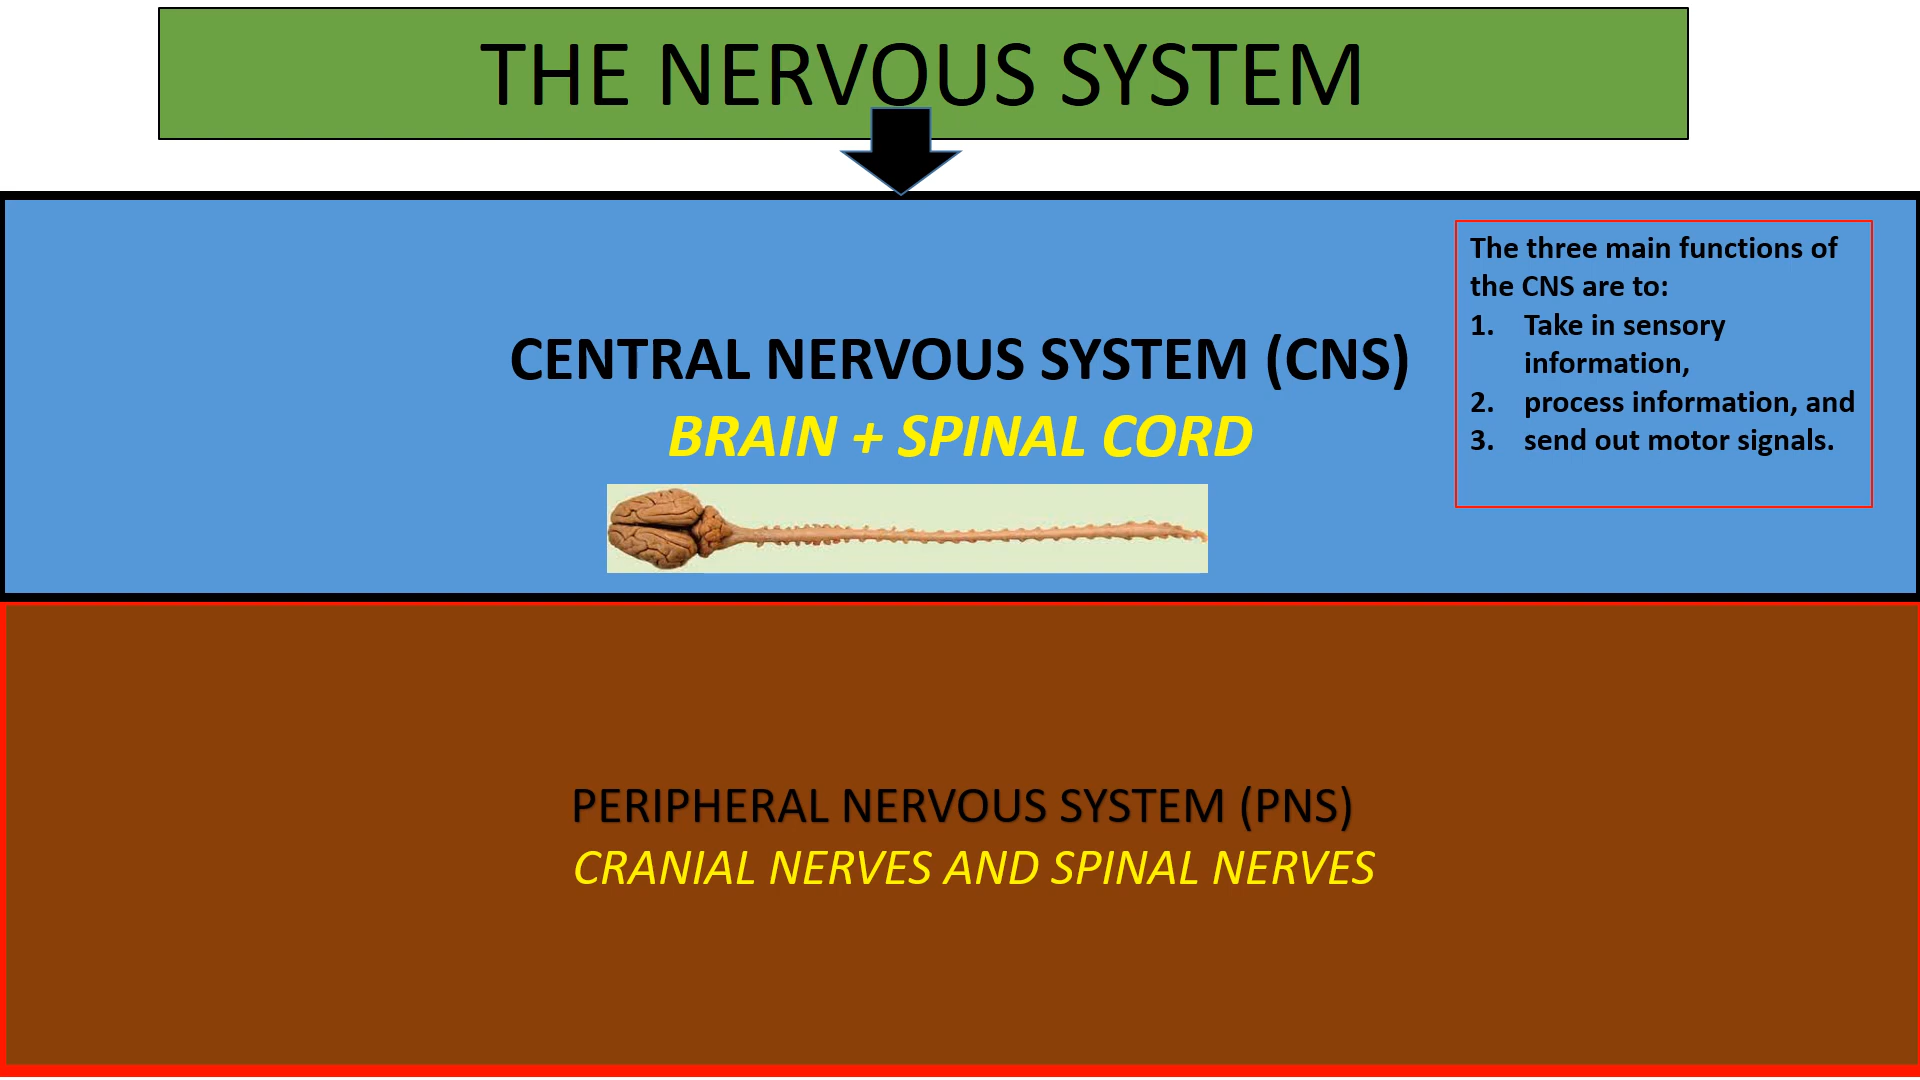 THE NERVOUS SYSTEM
CENTRAL NERVOUS SYSTEM (CNS)
BRAIN + SPINAL CORD
The three main functions of
the CNS are to:
1. Take in sensory
information,
2. process information, and
3. send out motor signals.
PERIPHERAL NERVOUS SYSTEM (PNS)
CRANIAL NERVES AND SPINAL NERVES